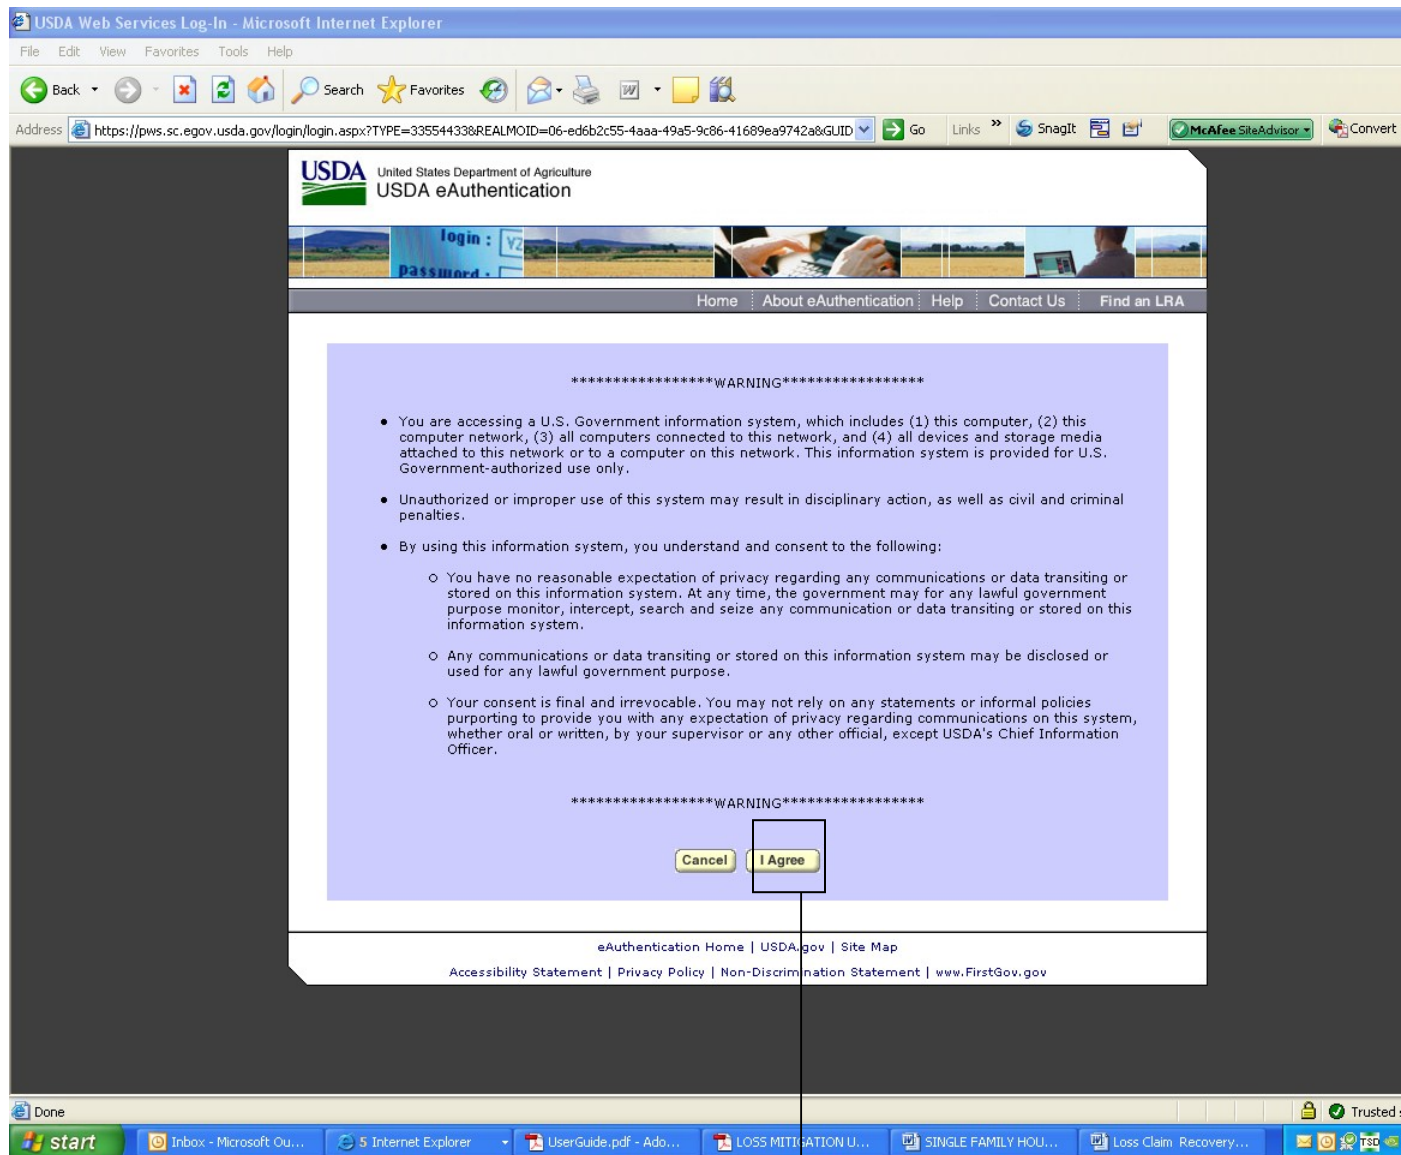 USDA Web Services Log-In - Microsoft Internet Explorer
File Edit View Favorites Tools Help
Back Search Favorites
Address https://pws.sc.egov.usda.gov/login/login.aspx?TYPE=33554433&REALMOID=06-ed6b2c55-4aaa-49a5-9c86-41689ea9742a&GUID Go Links » SnagIt McAfee SiteAdvisor Convert
USDA United States Department of Agriculture
USDA eAuthentication
login :
password :
Home About eAuthentication Help Contact Us Find an LRA
*****************WARNING*****************
• You are accessing a U.S. Government information system, which includes (1) this computer, (2) this
computer network, (3) all computers connected to this network, and (4) all devices and storage media
attached to this network or to a computer on this network. This information system is provided for U.S.
Government-authorized use only.
• Unauthorized or improper use of this system may result in disciplinary action, as well as civil and criminal
penalties.
• By using this information system, you understand and consent to the following:
o You have no reasonable expectation of privacy regarding any communications or data transiting or
stored on this information system. At any time, the government may for any lawful government
purpose monitor, intercept, search and seize any communication or data transiting or stored on this
information system.
o Any communications or data transiting or stored on this information system may be disclosed or
used for any lawful government purpose.
o Your consent is final and irrevocable. You may not rely on any statements or informal policies
purporting to provide you with any expectation of privacy regarding communications on this system,
whether oral or written, by your supervisor or any other official, except USDA's Chief Information
Officer.
*****************WARNING*****************
Cancel I Agree
eAuthentication Home | USDA.gov | Site Map
Accessibility Statement | Privacy Policy | Non-Discrimination Statement | www.FirstGov.gov
Done Trusted
start Inbox - Microsoft Ou... 5 Internet Explorer UserGuide.pdf - Ado... LOSS MITIGATION U... SINGLE FAMILY HOU... Loss Claim Recovery... TSD